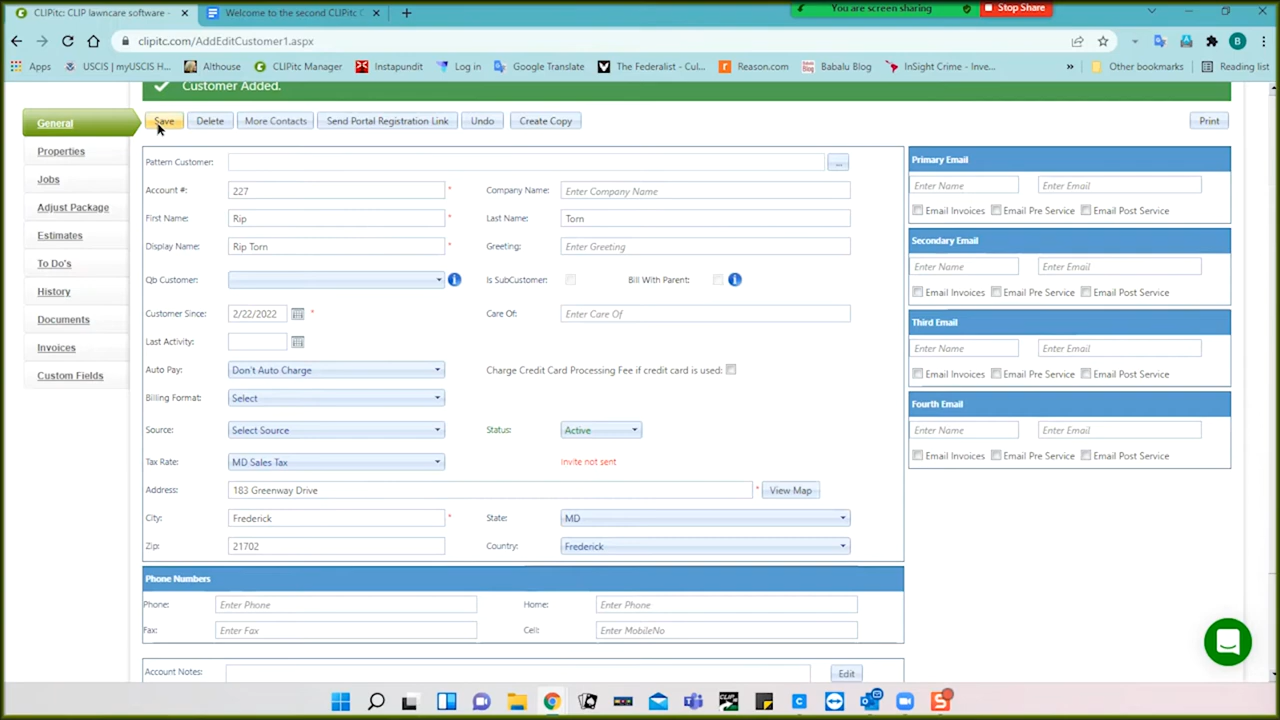 CLIPitc: CLIP lawncare software -
Welcome to the second CLIPitc C
You are screen sharing
Stop Share
clipitc.com/AddEditCustomer1.aspx
B
Apps
USCIS | myUSCIS H...
Althouse
CLIPitc Manager
Instapundit
Log in
Google Translate
The Federalist - Cul...
Reason.com
Babalu Blog
InSight Crime - Inve...
»
Other bookmarks
Reading list
Customer Added.
General
Save
Delete
More Contacts
Send Portal Registration Link
Undo
Create Copy
Print
Properties
Jobs
Adjust Package
Estimates
To Do's
History
Documents
Invoices
Custom Fields
Pattern Customer:
...
Account #: 227 *
Company Name: Enter Company Name
First Name: Rip *
Last Name: Torn
Display Name: Rip Torn *
Greeting: Enter Greeting
Qb Customer:
Is SubCustomer:
Bill With Parent:
Customer Since: 2/22/2022 *
Care Of: Enter Care Of
Last Activity:
Auto Pay: Don't Auto Charge
Charge Credit Card Processing Fee if credit card is used:
Billing Format: Select
Source: Select Source
Status: Active
Tax Rate: MD Sales Tax
Invite not sent
Address: 183 Greenway Drive *
View Map
City: Frederick *
State: MD
Zip: 21702
Country: Frederick
Phone Numbers
Phone: Enter Phone
Home: Enter Phone
Fax: Enter Fax
Cell: Enter MobileNo
Account Notes:
Edit
Primary Email
Enter Name
Enter Email
Email Invoices
Email Pre Service
Email Post Service
Secondary Email
Enter Name
Enter Email
Email Invoices
Email Pre Service
Email Post Service
Third Email
Enter Name
Enter Email
Email Invoices
Email Pre Service
Email Post Service
Fourth Email
Enter Name
Enter Email
Email Invoices
Email Pre Service
Email Post Service